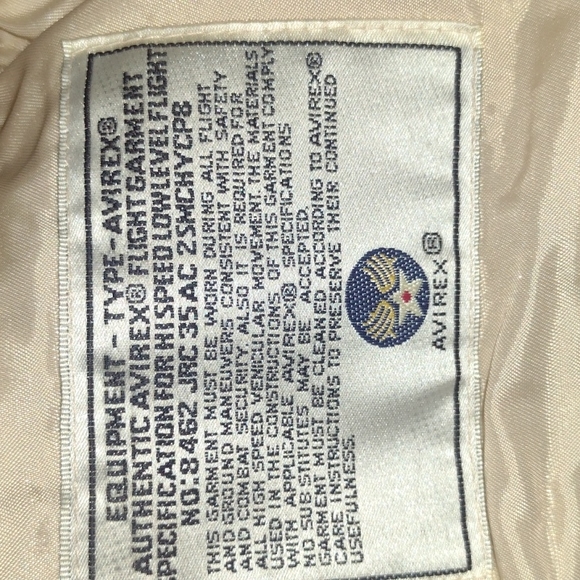 EQUIPMENT - TYPE-AVIREX®
AUTHENTIC AVIREX® FLIGHT GARMENT
SPECIFICATION FOR HI SPEED LOW LEVEL FLIGHT
NO: 8462 JRC 35 AC 2 SMCHYCP8
THIS GARMENT MUST BE WORN DURING ALL FLIGHT
AND GROUND MANEUVERS CONSISTENT WITH SAFETY
AND COMBAT SECURITY. ALSO IT IS REQUIRED FOR
ALL HIGH SPEED VEHICULAR MOVEMENT. THE MATERIALS
USED IN THE CONSTRUCTIONS OF THIS GARMENT COMPLY
WITH APPLICABLE AVIREX® SPECIFICATIONS
NO SUBSTITUTES MAY BE ACCEPTED.
GARMENT MUST BE CLEANED ACCORDING TO AVIREX®
CARE INSTRUCTIONS TO PRESERVE THEIR CONTINUED
USEFULNESS.
AVIREX®